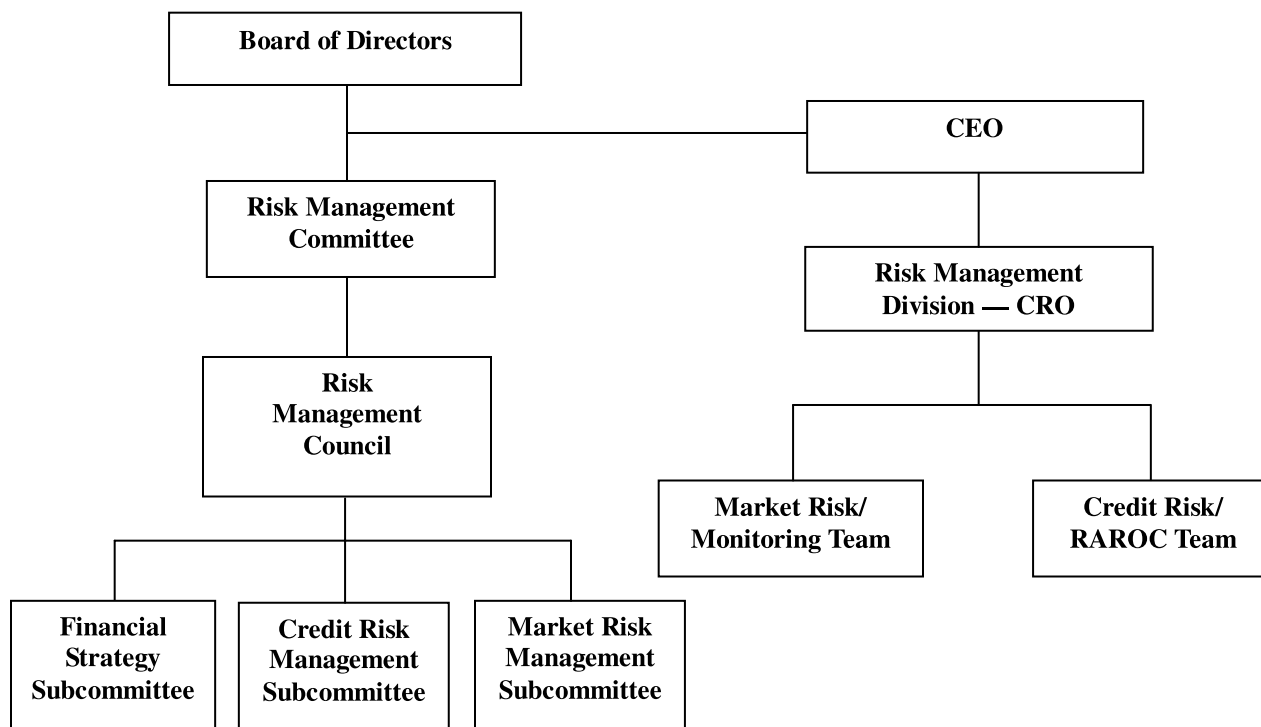 Board of Directors
CEO
Risk Management
Committee
Risk Management
Division — CRO
Risk
Management
Council
Market Risk/
Monitoring Team
Credit Risk/
RAROC Team
Financial
Strategy
Subcommittee
Credit Risk
Management
Subcommittee
Market Risk
Management
Subcommittee